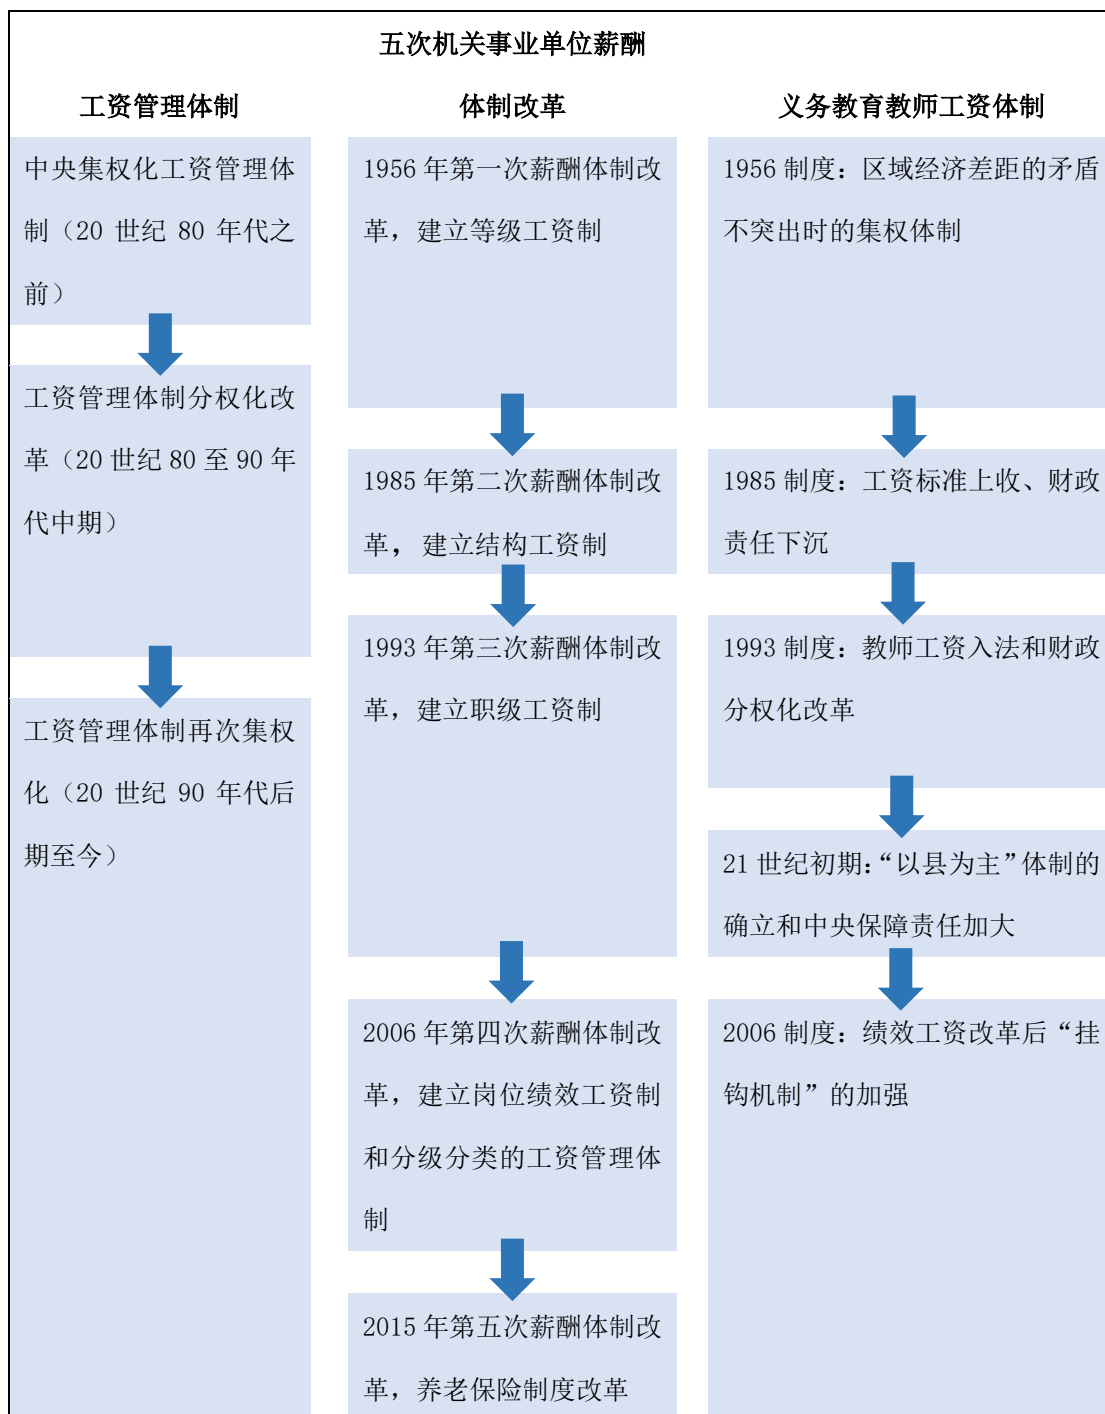 五次机关事业单位薪酬
工资管理体制
体制改革
义务教育教师工资体制
中央集权化工资管理体
制（20 世纪 80 年代之
前）
工资管理体制分权化改
革（20 世纪 80 至 90 年
代中期）
工资管理体制再次集权
化（20 世纪 90 年代后
期至今）
1956 年第一次薪酬体制改
革，建立等级工资制
1985 年第二次薪酬体制改
革，建立结构工资制
1993 年第三次薪酬体制改
革，建立职级工资制
2006 年第四次薪酬体制改
革，建立岗位绩效工资制
和分级分类的工资管理体
制
2015 年第五次薪酬体制改
革，养老保险制度改革
1956 制度：区域经济差距的矛盾
不突出时的集权体制
1985 制度：工资标准上收、财政
责任下沉
1993 制度：教师工资入法和财政
分权化改革
21 世纪初期：“以县为主”体制的
确立和中央保障责任加大
2006 制度：绩效工资改革后“挂
钩机制”的加强